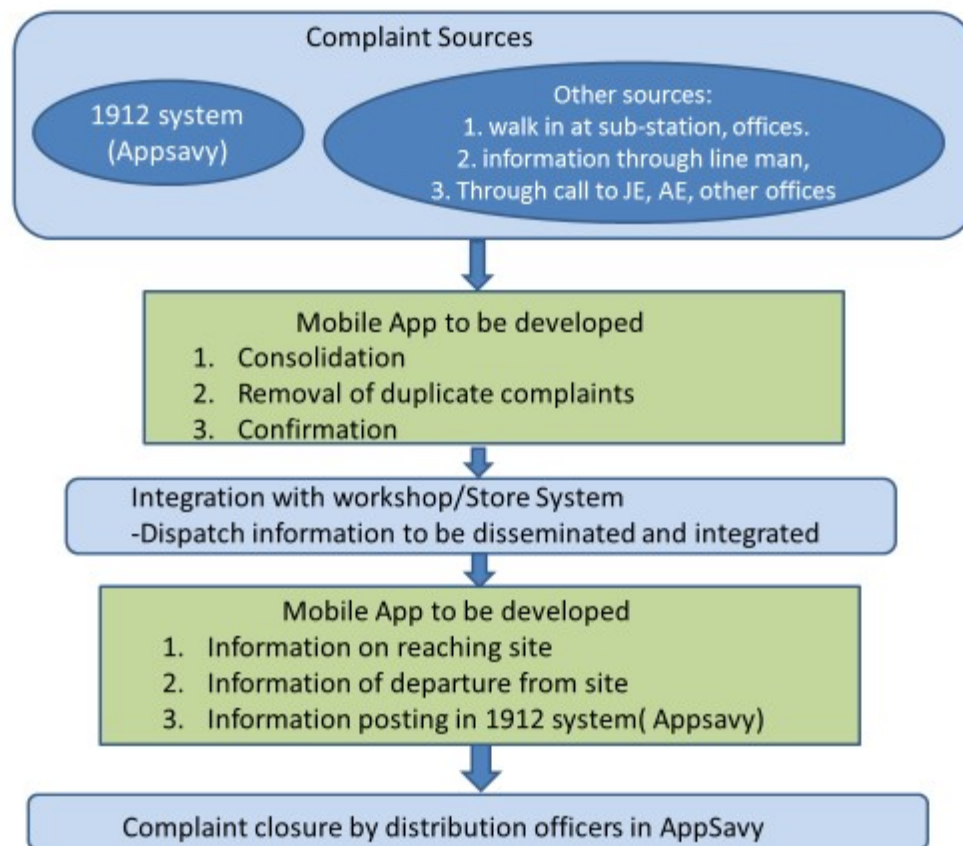 Complaint Sources
1912 system
(Appsavy)
Other sources:
1. walk in at sub-station, offices.
2. information through line man,
3. Through call to JE, AE, other offices
Mobile App to be developed
1. Consolidation
2. Removal of duplicate complaints
3. Confirmation
Integration with workshop/Store System
-Dispatch information to be disseminated and integrated
Mobile App to be developed
1. Information on reaching site
2. Information of departure from site
3. Information posting in 1912 system( Appsavy)
Complaint closure by distribution officers in AppSavy